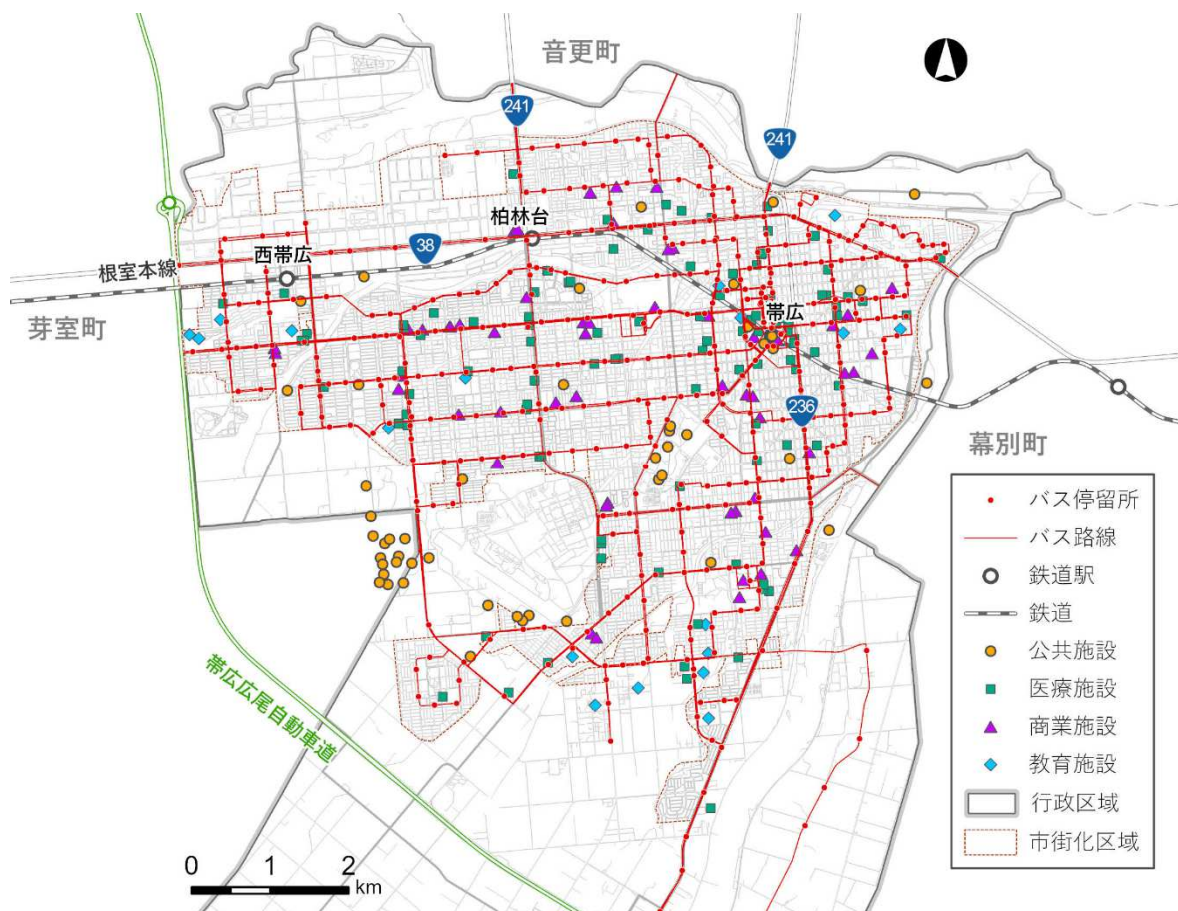 音更町
241
241
柏林台
38
西帯広
根室本線
芽室町
帯広
236
幕別町
帯広広尾自動車道
バス停留所
バス路線
鉄道駅
鉄道
公共施設
医療施設
商業施設
教育施設
行政区域
市街化区域
0 1 2
km